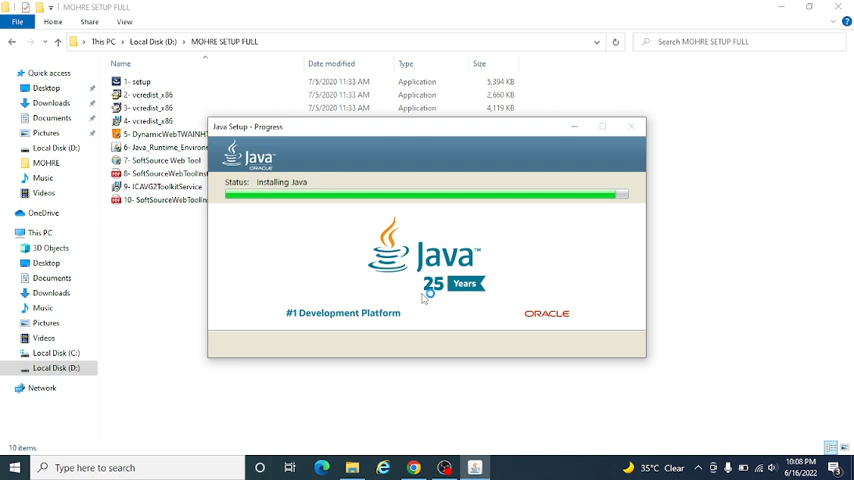 MOHRE SETUP FULL
File
Home
Share
View
This PC
Local Disk (D:)
MOHRE SETUP FULL
Search MOHRE SETUP FULL
Name
Date modified
Type
Size
Quick access
Desktop
Downloads
Documents
Pictures
Local Disk (D:)
MOHRE
Music
Videos
OneDrive
This PC
3D Objects
Desktop
Documents
Downloads
Music
Pictures
Videos
Local Disk (C:)
Local Disk (D:)
Network
1- setup 7/5/2020 11:33 AM Application 5,394 KB
2- vcredist_x86 7/5/2020 11:33 AM Application 2,660 KB
3- vcredist_x86 7/5/2020 11:33 AM Application 4,119 KB
4- vcredist_x86
5- DynamicWebTWAINHT
6- Java_Runtime_Environ
7- SoftSource Web Tool
8- SoftSourceWebToolInst
9- ICAVG2ToolkitService
10- SoftSourceWebToolIns
Java Setup - Progress
Java
ORACLE
Status: Installing Java
Java™
25 Years
#1 Development Platform
ORACLE
10 items
Type here to search
35°C Clear
10:08 PM
6/16/2022
3